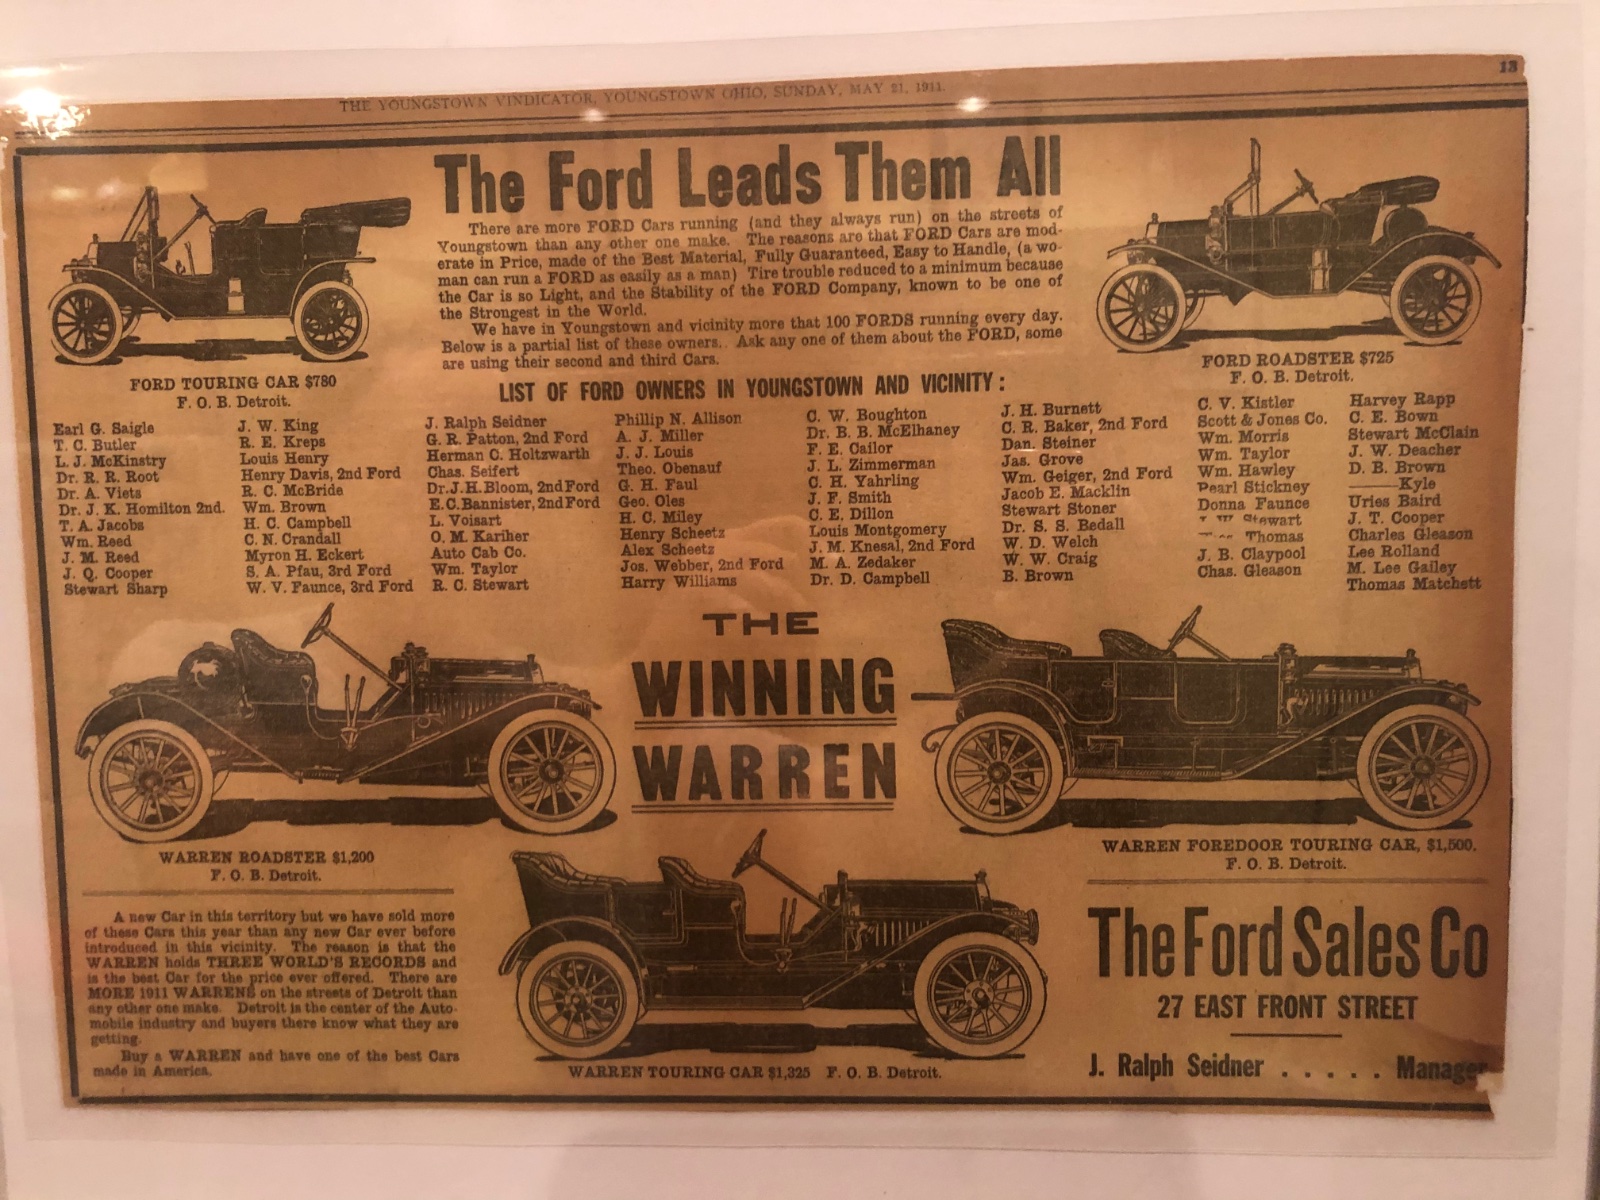 13
THE YOUNGSTOWN VINDICATOR, YOUNGSTOWN OHIO, SUNDAY, MAY 21, 1911.
The Ford Leads Them All
There are more FORD Cars running (and they always run) on the streets of
Youngstown than any other one make. The reasons are that FORD Cars are mod-
erate in Price, made of the Best Material, Fully Guaranteed, Easy to Handle, (a wo-
man can run a FORD as easily as a man) Tire trouble reduced to a minimum because
the Car is so Light, and the Stability of the FORD Company, known to be one of
the Strongest in the World.
We have in Youngstown and vicinity more that 100 FORDS running every day.
Below is a partial list of these owners.. Ask any one of them about the FORD, some
are using their second and third Cars.
FORD TOURING CAR $780
F. O. B. Detroit.
FORD ROADSTER $725
F. O. B. Detroit.
LIST OF FORD OWNERS IN YOUNGSTOWN AND VICINITY:
Earl G. Saigle
T. C. Butler
L. J. McKinstry
Dr. R. R. Root
Dr. A. Viets
Dr. J. K. Homilton 2nd.
T. A. Jacobs
Wm. Reed
J. M. Reed
J. Q. Cooper
Stewart Sharp
J. W. King
R. E. Kreps
Louis Henry
Henry Davis, 2nd Ford
R. C. McBride
Wm. Brown
H. C. Campbell
C. N. Crandall
Myron H. Eckert
S. A. Pfau, 3rd Ford
W. V. Faunce, 3rd Ford
J. Ralph Seidner
G. R. Patton, 2nd Ford
Herman C. Holtzwarth
Chas. Seifert
Dr. J. H. Bloom, 2nd Ford
E. C. Bannister, 2nd Ford
L. Voisart
O. M. Kariher
Auto Cab Co.
Wm. Taylor
R. C. Stewart
Phillip N. Allison
A. J. Miller
J. J. Louis
Theo. Obenauf
G. H. Faul
Geo. Oles
H. C. Miley
Henry Scheetz
Alex Scheetz
Jos. Webber, 2nd Ford
Harry Williams
C. W. Boughton
Dr. B. B. McElhaney
F. E. Cailor
J. L. Zimmerman
C. H. Yahrling
J. F. Smith
C. E. Dillon
Louis Montgomery
J. M. Knesal, 2nd Ford
M. A. Zedaker
Dr. D. Campbell
J. H. Burnett
C. R. Baker, 2nd Ford
Dan. Steiner
Jas. Grove
Wm. Geiger, 2nd Ford
Jacob E. Macklin
Stewart Stoner
Dr. S. S. Bedall
W. D. Welch
W. W. Craig
B. Brown
C. V. Kistler
Scott & Jones Co.
Wm. Morris
Wm. Taylor
Wm. Hawley
Pearl Stickney
Donna Faunce
Stewart
Thomas
J. B. Claypool
Chas. Gleason
Harvey Rapp
C. E. Bown
Stewart McClain
J. W. Deacher
D. B. Brown
——Kyle
Uries Baird
J. T. Cooper
Charles Gleason
Lee Rolland
M. Lee Gailey
Thomas Matchett
THE
WINNING
WARREN
WARREN ROADSTER $1,200
F. O. B. Detroit.
WARREN FOREDOOR TOURING CAR, $1,500.
F. O. B. Detroit.
A new Car in this territory but we have sold more
of these Cars this year than any new Car ever before
introduced in this vicinity. The reason is that the
WARREN holds THREE WORLD'S RECORDS and
is the best Car for the price ever offered. There are
MORE 1911 WARRENS on the streets of Detroit than
any other one make. Detroit is the center of the Auto-
mobile industry and buyers there know what they are
getting.
Buy a WARREN and have one of the best Cars
made in America.
WARREN TOURING CAR $1,325 F. O. B. Detroit.
The Ford Sales Co
27 EAST FRONT STREET
J. Ralph Seidner . . . . . Manager